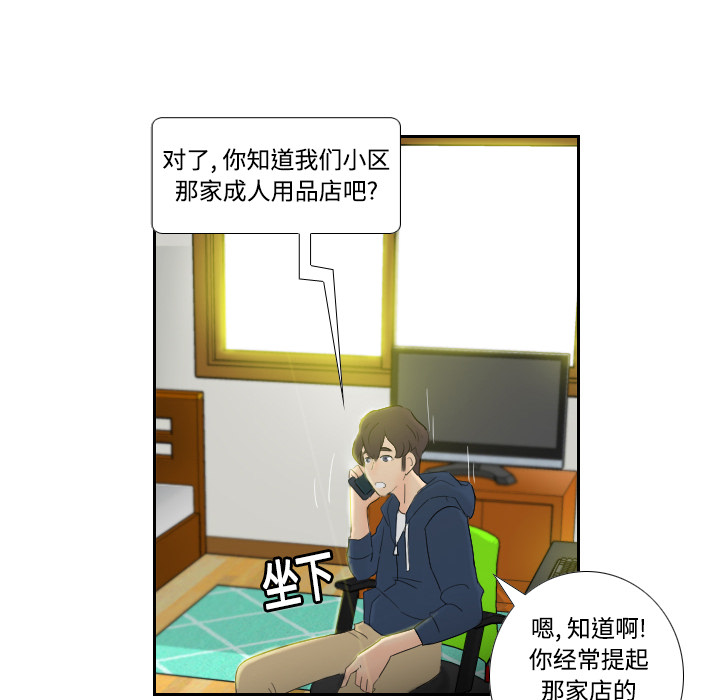 对了, 你知道我们小区
那家成人用品店吧?
坐下
嗯, 知道啊!
你经常提起
那家店的